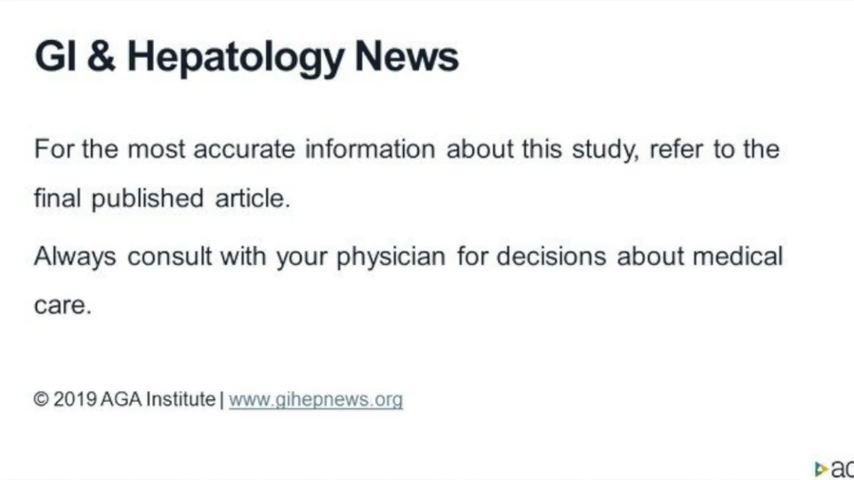 GI & Hepatology News
For the most accurate information about this study, refer to the
final published article.
Always consult with your physician for decisions about medical
care.
© 2019 AGA Institute | www.gihepnews.org